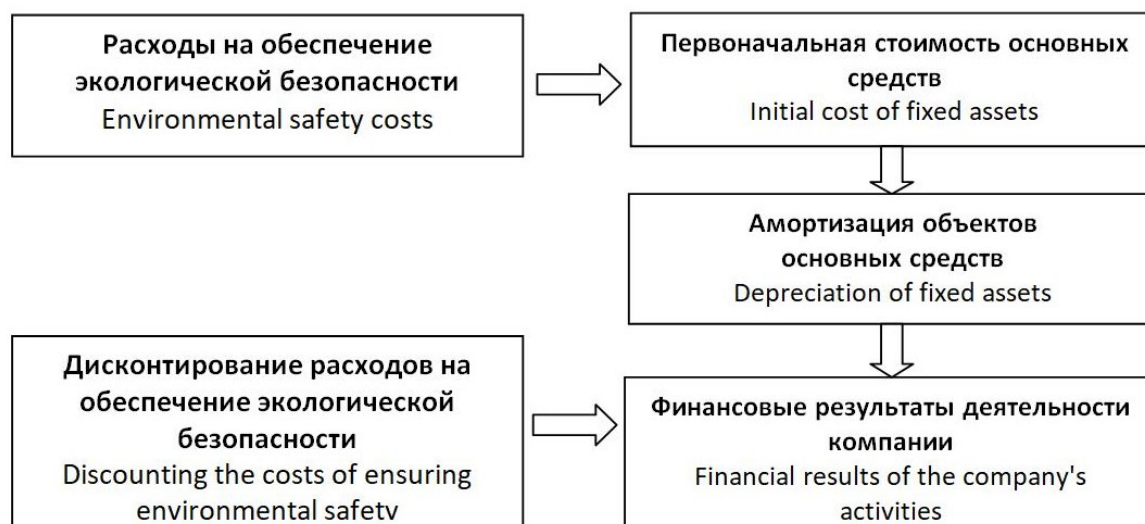 Расходы на обеспечение
экологической безопасности
Environmental safety costs
Первоначальная стоимость основных
средств
Initial cost of fixed assets
Амортизация объектов
основных средств
Depreciation of fixed assets
Дисконтирование расходов на
обеспечение экологической
безопасности
Discounting the costs of ensuring
environmental safety
Финансовые результаты деятельности
компании
Financial results of the company's
activities